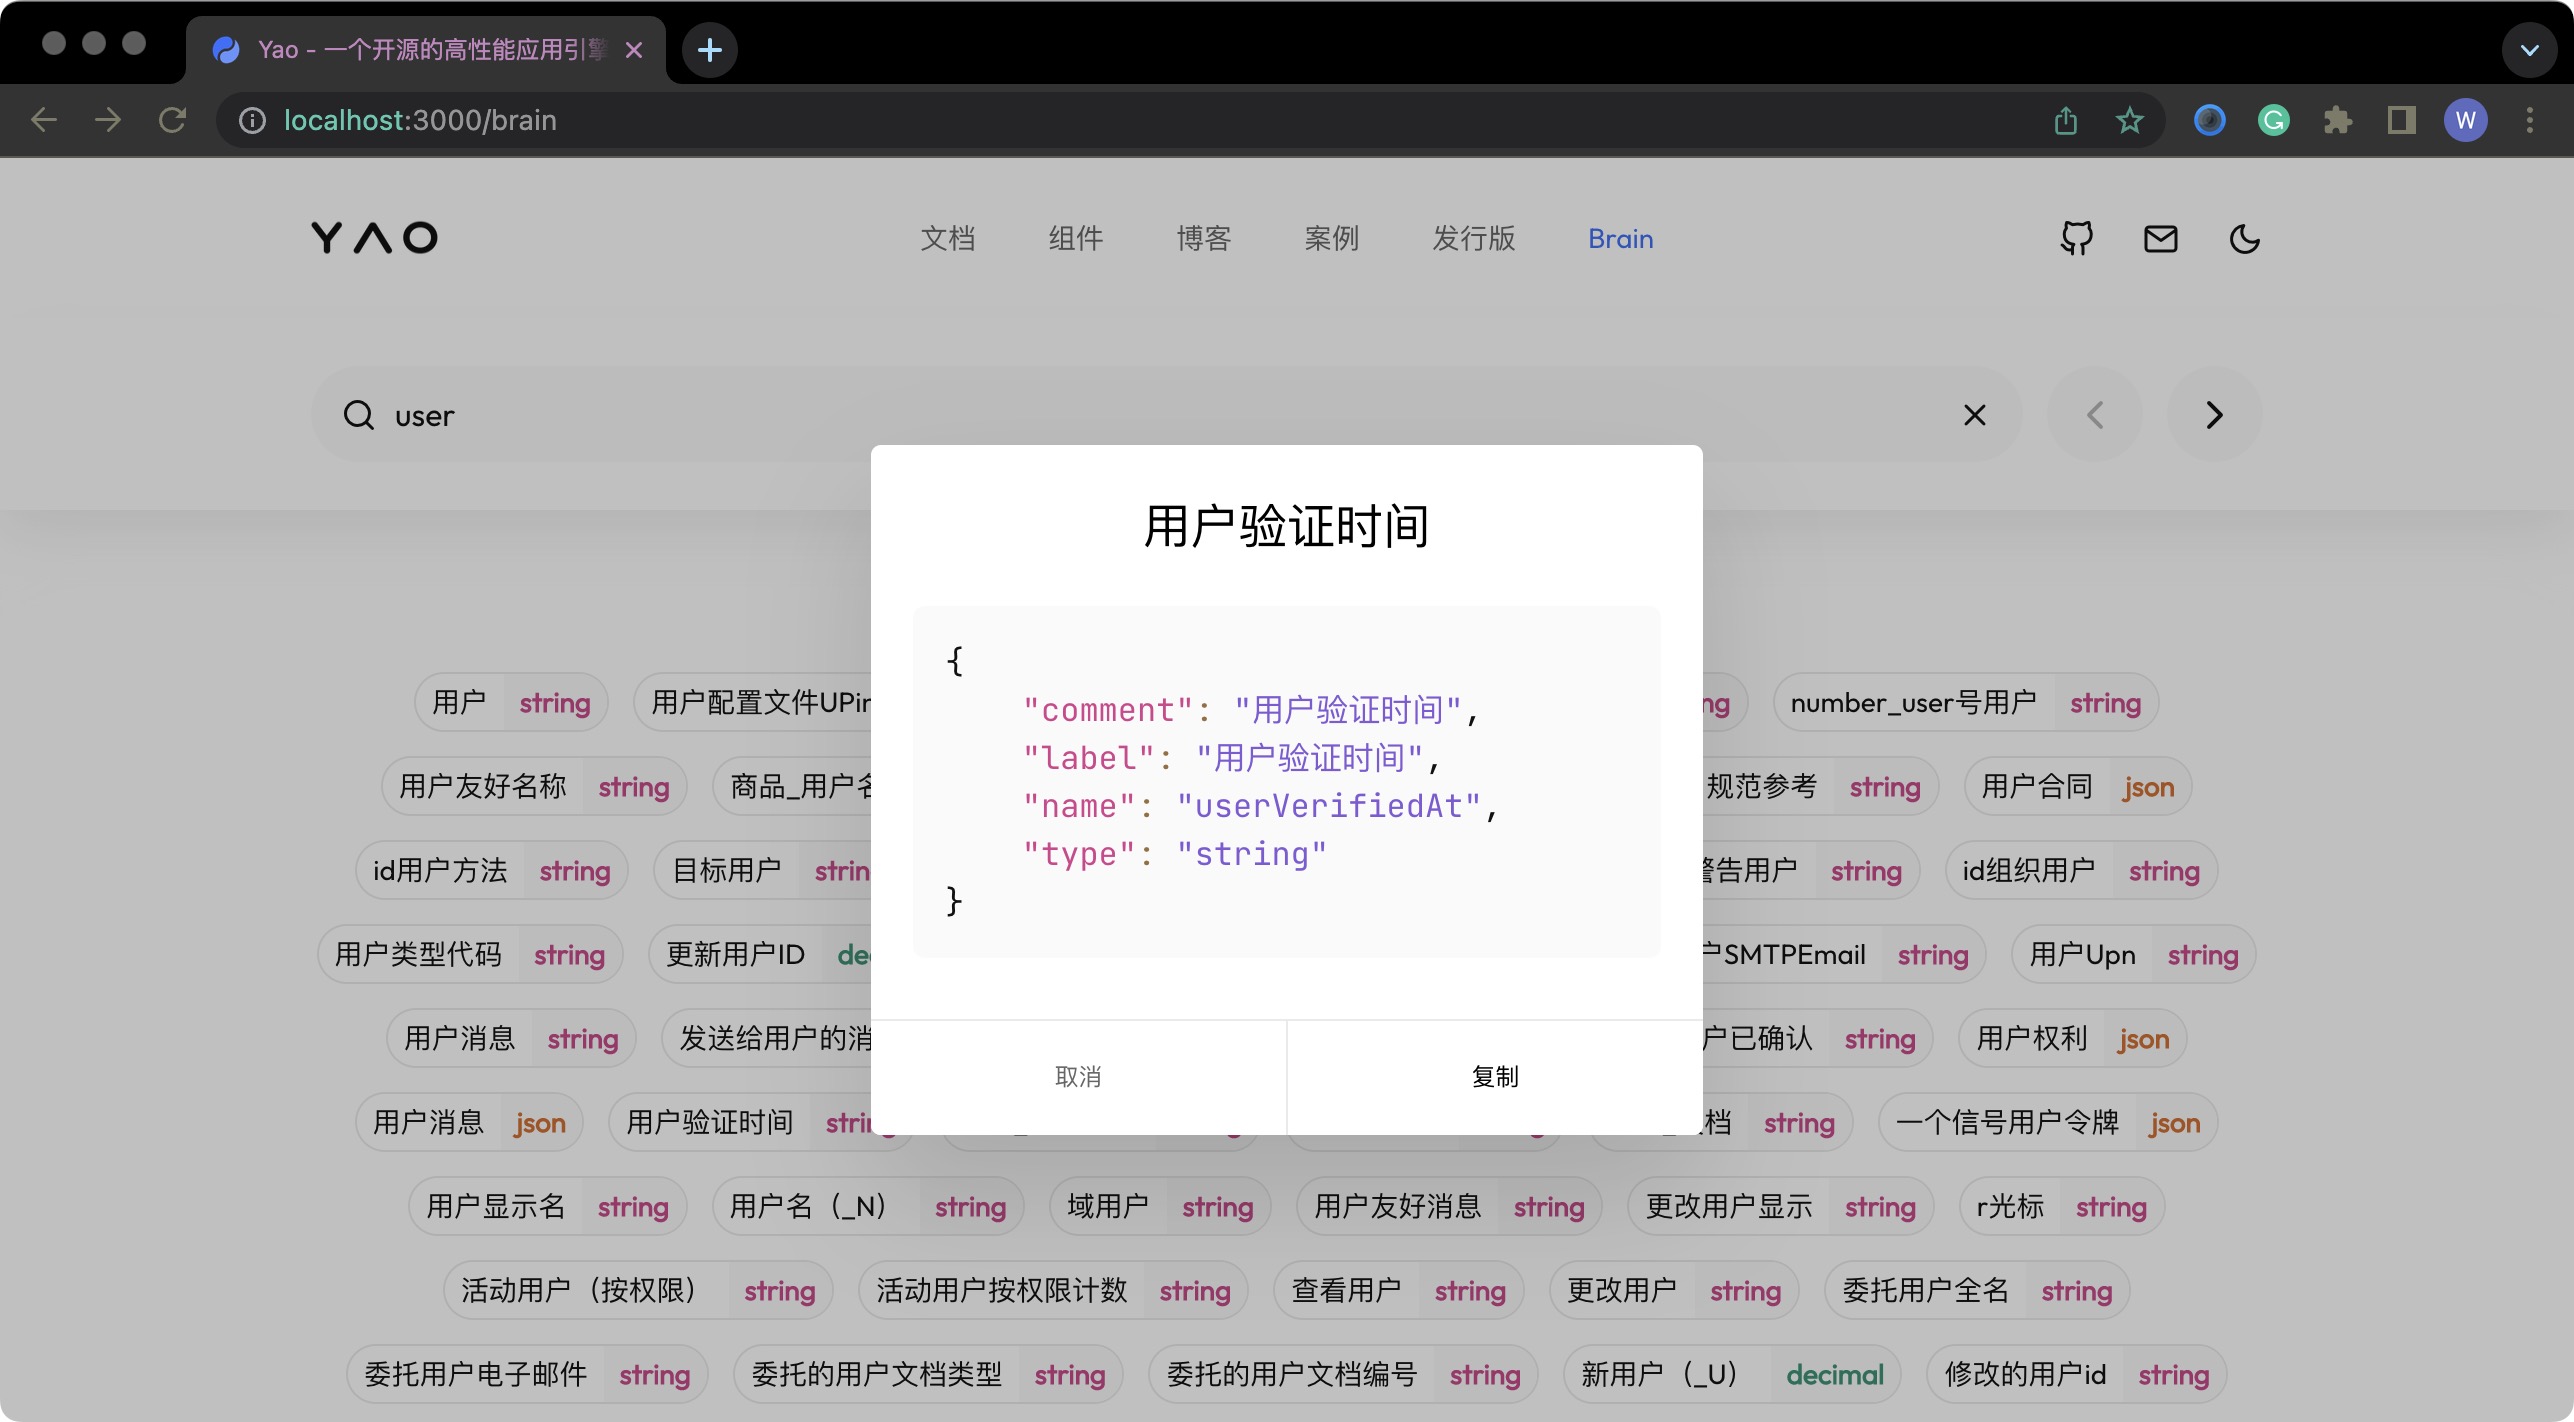 Yao - 一个开源的高性能应用引擎
localhost:3000/brain
W
YAO
文档 组件 博客 案例 发行版 Brain
user
用户验证时间
{
"comment": "用户验证时间",
"label": "用户验证时间",
"name": "userVerifiedAt",
"type": "string"
}
取消 复制
用户 string 用户配置文件UPin number_user号用户 string
用户友好名称 string 商品_用户名 规范参考 string 用户合同 json
id用户方法 string 目标用户 string 警告用户 string id组织用户 string
用户类型代码 string 更新用户ID 户SMTPEmail string 用户Upn string
用户消息 string 发送给用户的消 户已确认 string 用户权利 json
用户消息 json 用户验证时间 string 档 string 一个信号用户令牌 json
用户显示名 string 用户名（_N） string 域用户 string 用户友好消息 string 更改用户显示 string r光标 string
活动用户（按权限） string 活动用户按权限计数 string 查看用户 string 更改用户 string 委托用户全名 string
委托用户电子邮件 string 委托的用户文档类型 string 委托的用户文档编号 string 新用户（_U） decimal 修改的用户id string